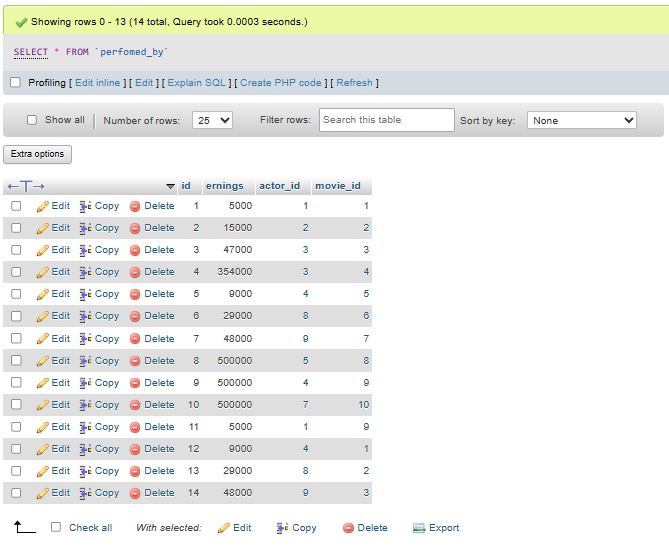 Showing rows 0 - 13 (14 total, Query took 0.0003 seconds.)
SELECT * FROM `perfomed_by`
Profiling [ Edit inline ] [ Edit ] [ Explain SQL ] [ Create PHP code ] [ Refresh ]
Show all Number of rows: 25 Filter rows: Search this table Sort by key: None
Extra options
←T→ id ernings actor_id movie_id
Edit Copy Delete 1 5000 1 1
Edit Copy Delete 2 15000 2 2
Edit Copy Delete 3 47000 3 3
Edit Copy Delete 4 354000 3 4
Edit Copy Delete 5 9000 4 5
Edit Copy Delete 6 29000 8 6
Edit Copy Delete 7 48000 9 7
Edit Copy Delete 8 500000 5 8
Edit Copy Delete 9 500000 4 9
Edit Copy Delete 10 500000 7 10
Edit Copy Delete 11 5000 1 9
Edit Copy Delete 12 9000 4 1
Edit Copy Delete 13 29000 8 2
Edit Copy Delete 14 48000 9 3
Check all With selected: Edit Copy Delete Export